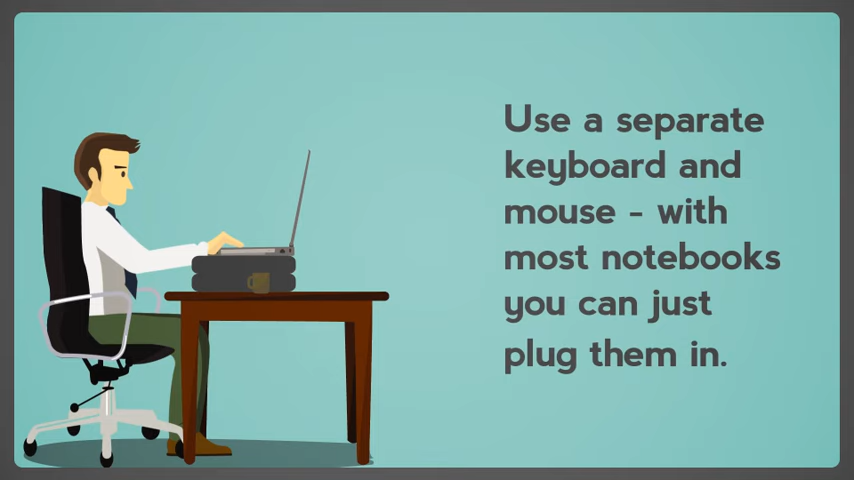 Use a separate
keyboard and
mouse - with
most notebooks
you can just
plug them in.